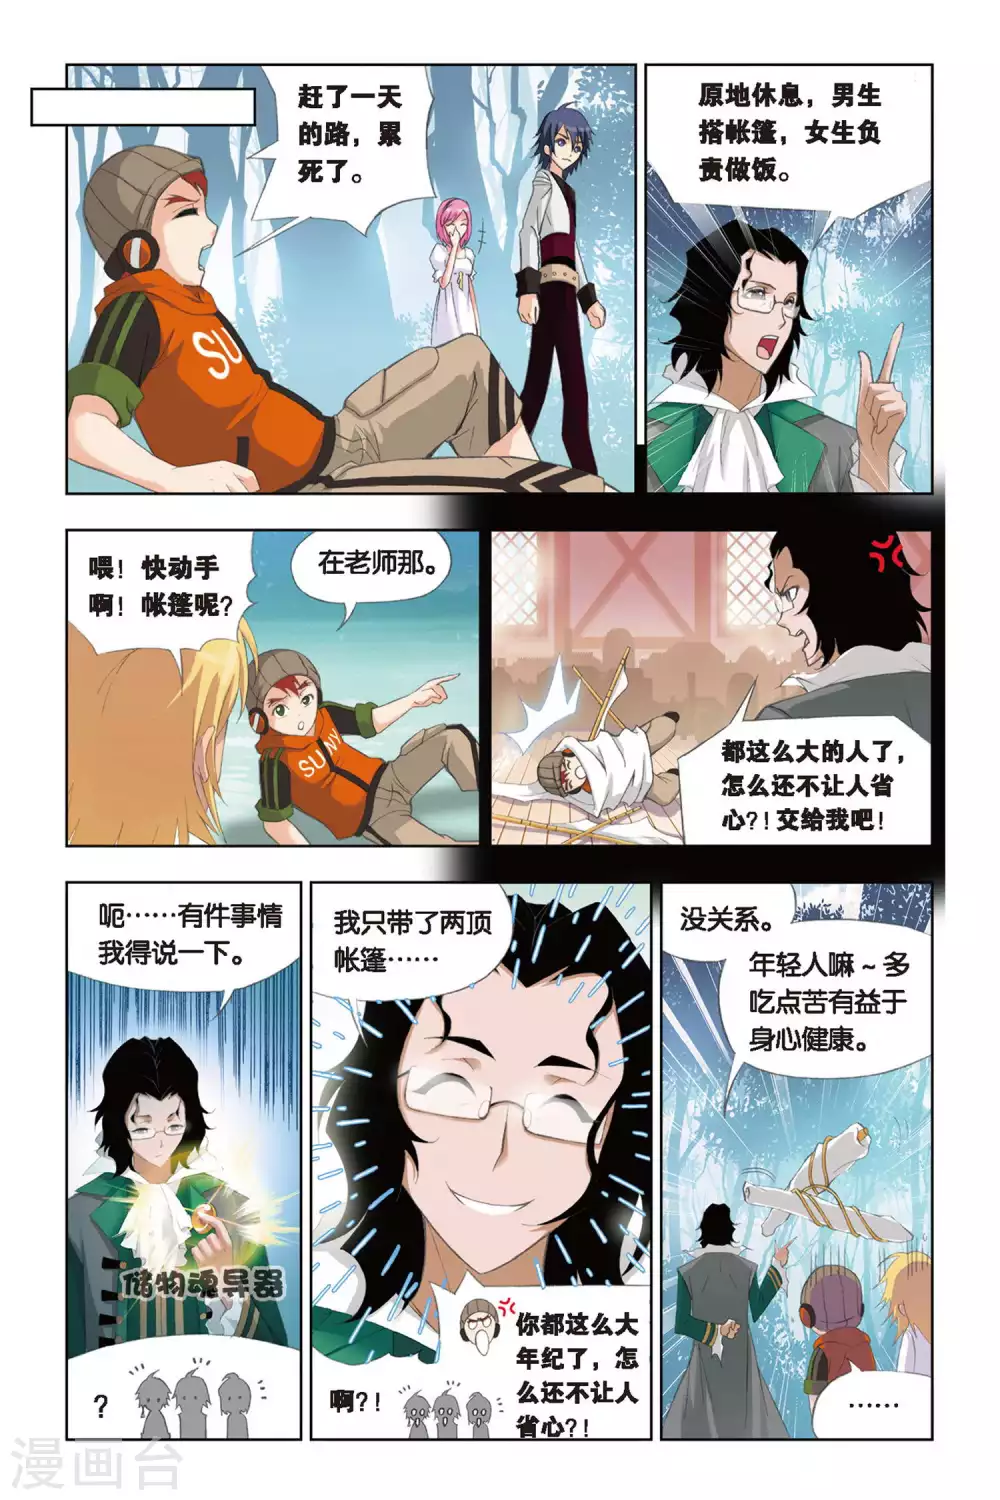 赶了一天
的路，累
死了。
SU
原地休息，男生
搭帐篷，女生负
责做饭。
喂！快动手
啊！帐篷呢？
在老师那。
SU NY
都这么大的人了，
怎么还不让人省
心？！交给我吧！
呃……有件事情
我得说一下。
储物魂导器
？
我只带了两顶
帐篷……
啊？！
你都这么大
年纪了，怎
么还不让人
省心？！
没关系。
年轻人嘛～多
吃点苦有益于
身心健康。
……
漫画台